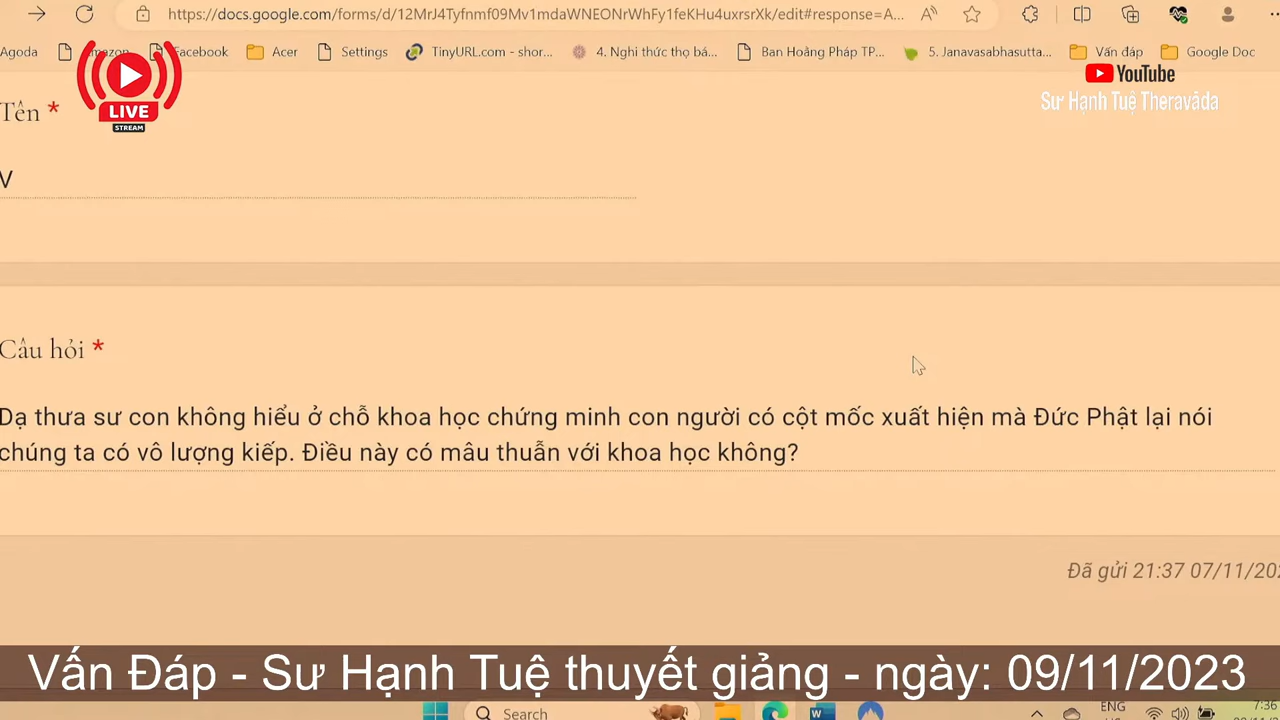 https://docs.google.com/forms/d/12MrJ4Tyfnmf09Mv1mdaWNEONrWhFy1feKHu4uxrsrXk/edit#response=A...
Agoda Amazon Facebook Acer Settings TinyURL.com - shor... 4. Nghi thức thọ bá... Ban Hoằng Pháp TP... 5. Janavasabhasutta... Vấn đáp Google Doc
LIVE
STREAM
YouTube
Sư Hạnh Tuệ Theravāda
Tên *
V
Câu hỏi *
Dạ thưa sư con không hiểu ở chỗ khoa học chứng minh con người có cột mốc xuất hiện mà Đức Phật lại nói
chúng ta có vô lượng kiếp. Điều này có mâu thuẫn với khoa học không?
Đã gửi 21:37 07/11/202
Vấn Đáp - Sư Hạnh Tuệ thuyết giảng - ngày: 09/11/2023
Search
ENG
7:36